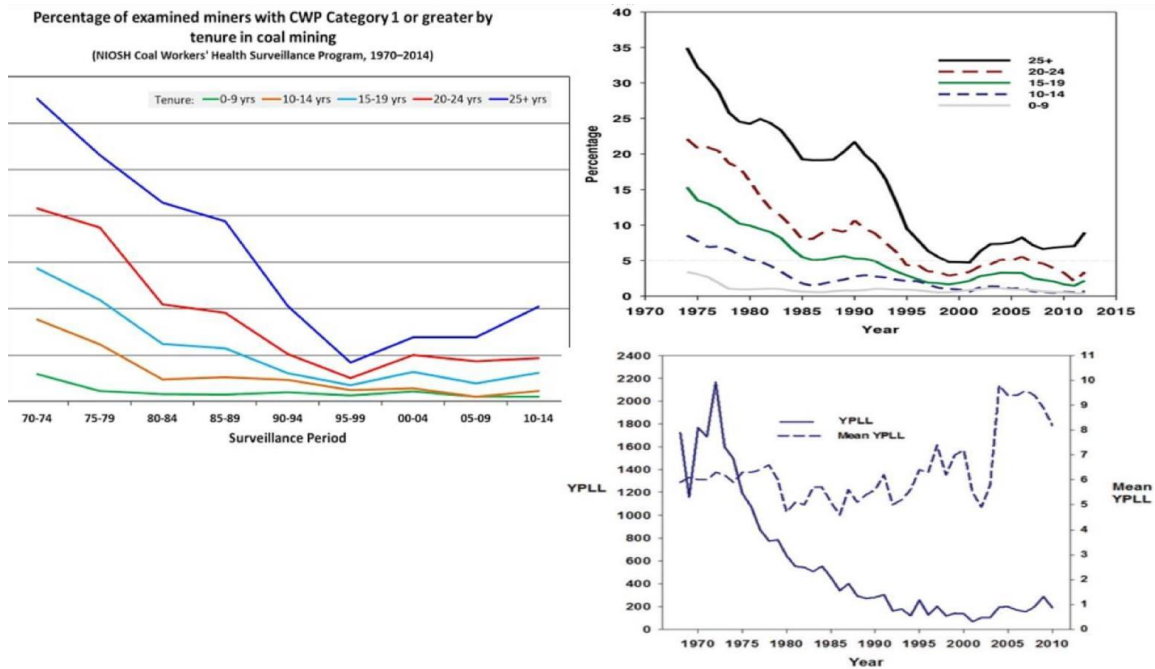 Percentage of examined miners with CWP Category 1 or greater by
tenure in coal mining
(NIOSH Coal Workers' Health Surveillance Program, 1970–2014)
Tenure: 0-9 yrs 10-14 yrs 15-19 yrs 20-24 yrs 25+ yrs
70-74 75-79 80-84 85-89 90-94 95-99 00-04 05-09 10-14
Surveillance Period
40
35
30
25
20
15
10
5
0
Percentage
25+
20-24
15-19
10-14
0-9
1970 1975 1980 1985 1990 1995 2000 2005 2010 2015
Year
2400
2200
2000
1800
1600
1400
1200
1000
800
600
400
200
0
YPLL
YPLL
Mean YPLL
11
10
9
8
7
6
5
4
3
2
1
0
Mean
YPLL
1970 1975 1980 1985 1990 1995 2000 2005 2010
Year